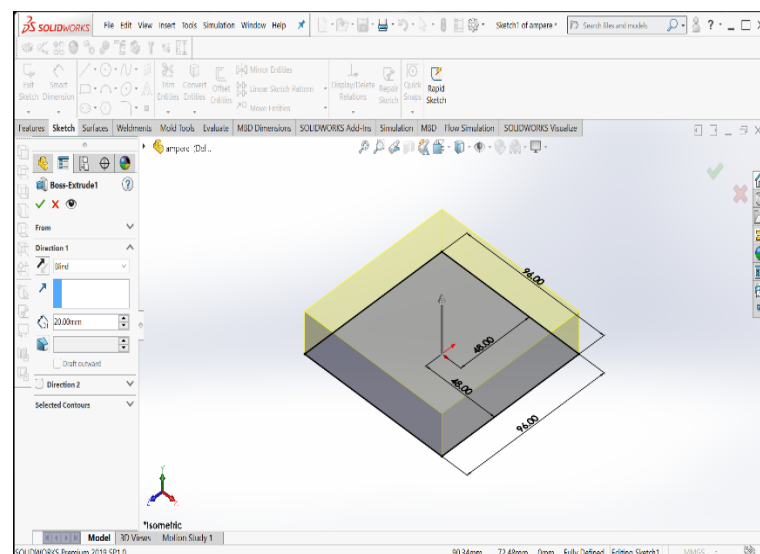 SOLIDWORKS File Edit View Insert Tools Simulation Window Help Sketch1 of ampere * Search files and models
Exit Sketch Smart Dimension Trim Entities Convert Entities Offset Entities Mirror Entities Linear Sketch Pattern Move Entities Display/Delete Relations Repair Sketch Quick Snaps Rapid Sketch
Features Sketch Surfaces Weldments Mold Tools Evaluate MBD Dimensions SOLIDWORKS Add-Ins Simulation MBD Flow Simulation SOLIDWORKS Visualize
ampere (Def...
Boss-Extrude1
From
Direction 1
Blind
20.00mm
Draft outward
Direction 2
Selected Contours
96.00
48.00
48.00
96.00
Y
*Isometric
Model 3D Views Motion Study 1
SOLIDWORKS Premium 2019 SP1.0 90.34mm 72.48mm 0mm Fully Defined Editing Sketch1 MMGS